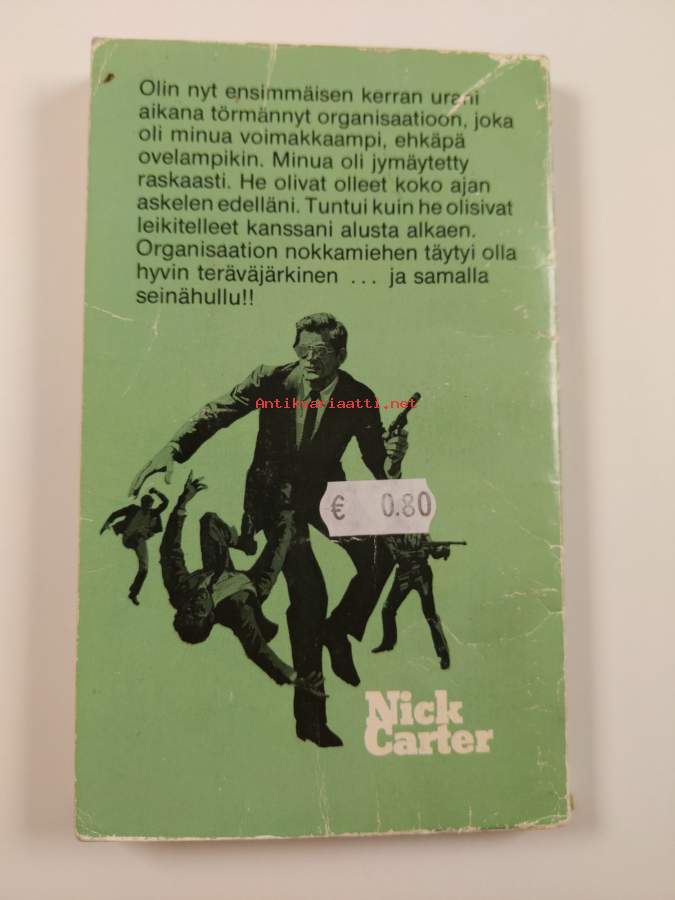 Olin nyt ensimmäisen kerran urani
aikana törmännyt organisaatioon, joka
oli minua voimakkaampi, ehkäpä
ovelampikin. Minua oli jymäytetty
raskaasti. He olivat olleet koko ajan
askelen edelläni. Tuntui kuin he olisivat
leikitelleet kanssani alusta alkaen.
Organisaation nokkamiehen täytyi olla
hyvin teräväjärkinen ... ja samalla
seinähullu!!
Antikvariaatti.net
€ 0.80
Nick
Carter